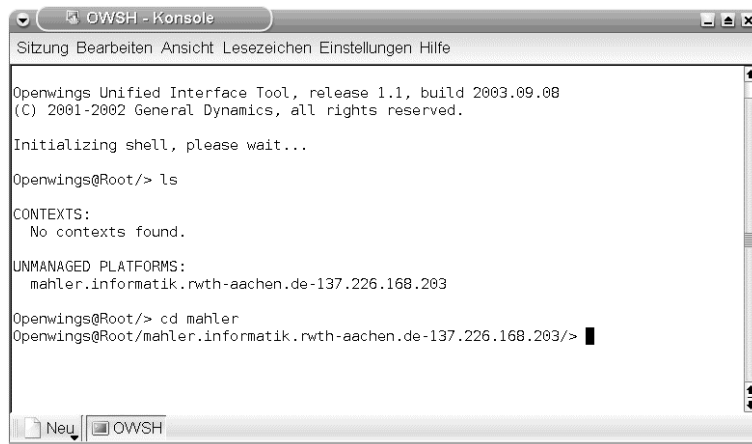 OWSH - Konsole
Sitzung Bearbeiten Ansicht Lesezeichen Einstellungen Hilfe
Openwings Unified Interface Tool, release 1.1, build 2003.09.08
(C) 2001-2002 General Dynamics, all rights reserved.
Initializing shell, please wait...
Openwings@Root/> ls
CONTEXTS:
No contexts found.
UNMANAGED PLATFORMS:
mahler.informatik.rwth-aachen.de-137.226.168.203
Openwings@Root/> cd mahler
Openwings@Root/mahler.informatik.rwth-aachen.de-137.226.168.203/>
Neu OWSH